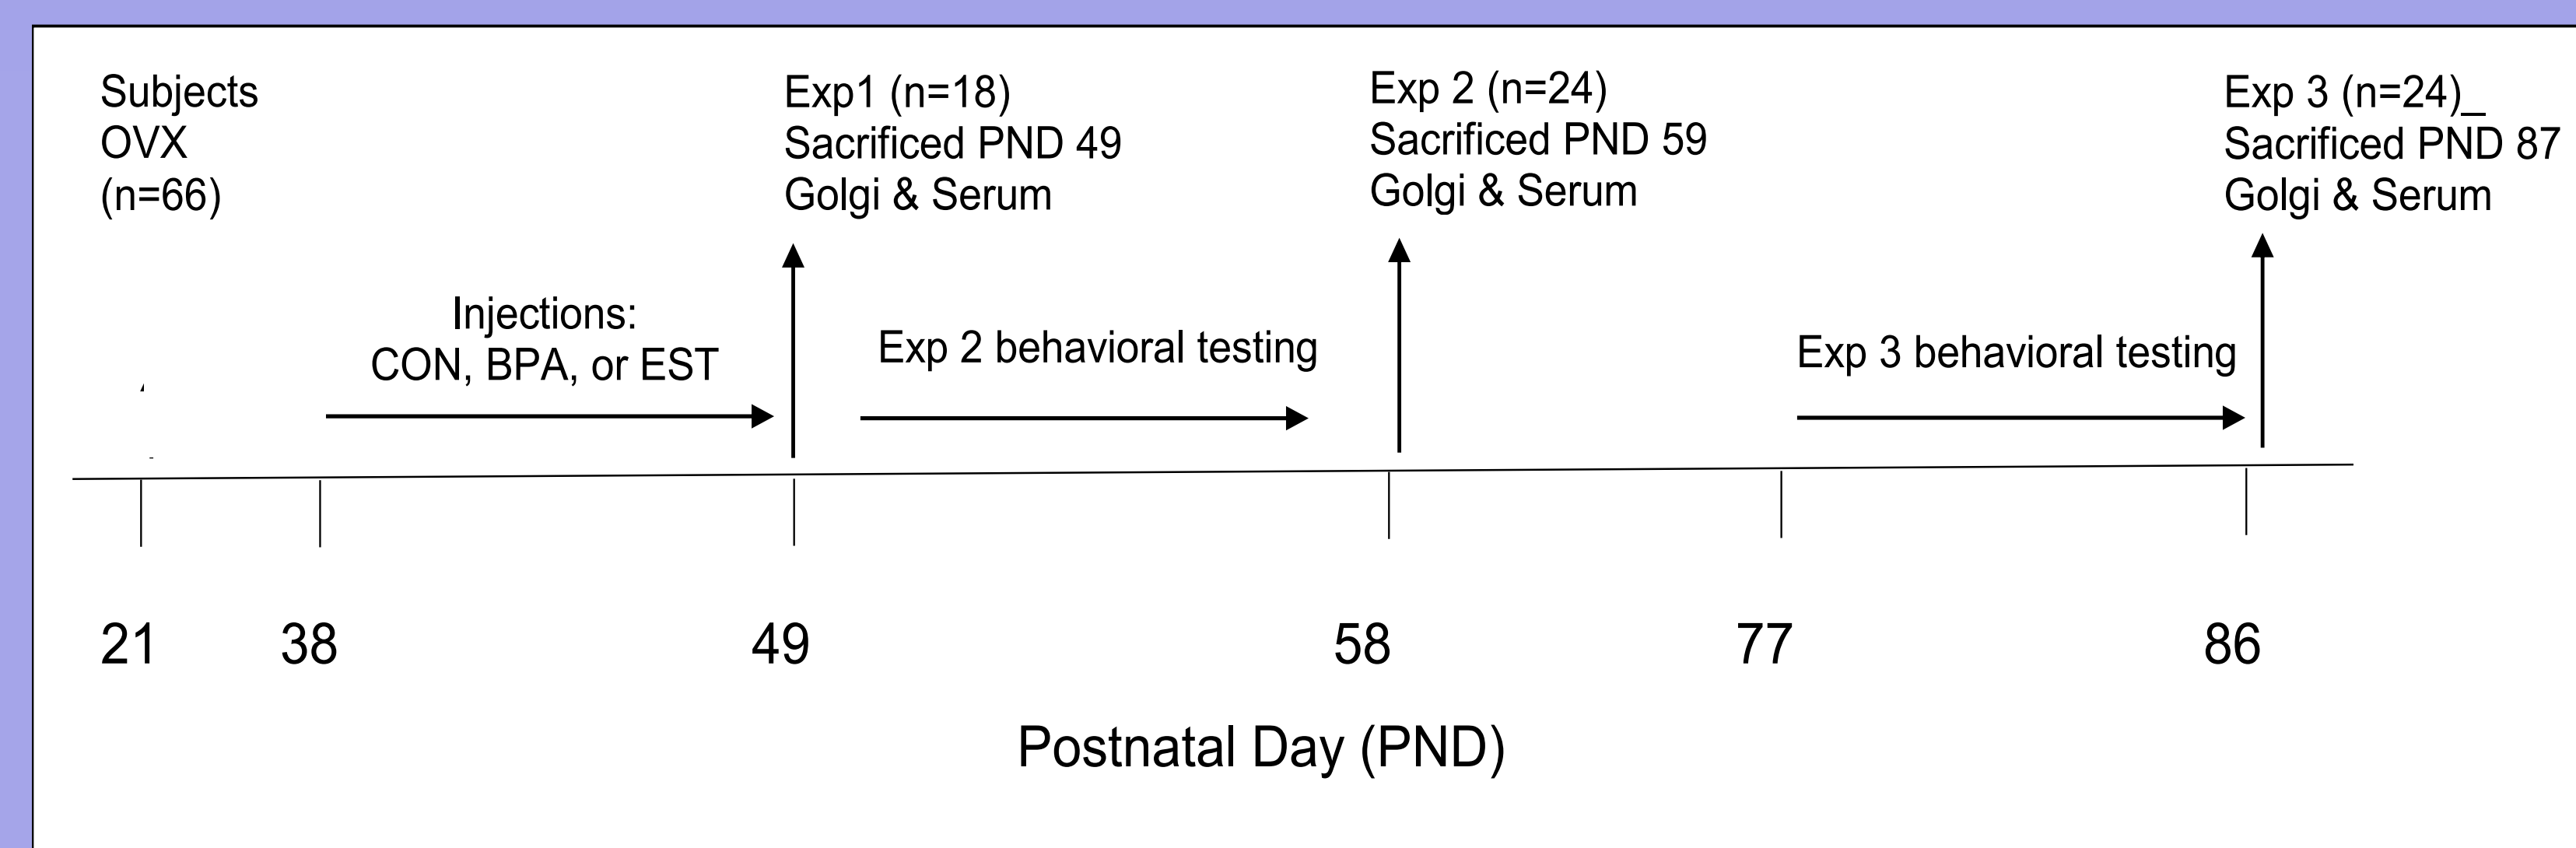 Subjects
OVX
(n=66)
Exp1 (n=18)
Sacrificed PND 49
Golgi & Serum
Exp 2 (n=24)
Sacrificed PND 59
Golgi & Serum
Exp 3 (n=24)_
Sacrificed PND 87
Golgi & Serum
Injections:
CON, BPA, or EST
Exp 2 behavioral testing
Exp 3 behavioral testing
21 38 49 58 77 86
Postnatal Day (PND)